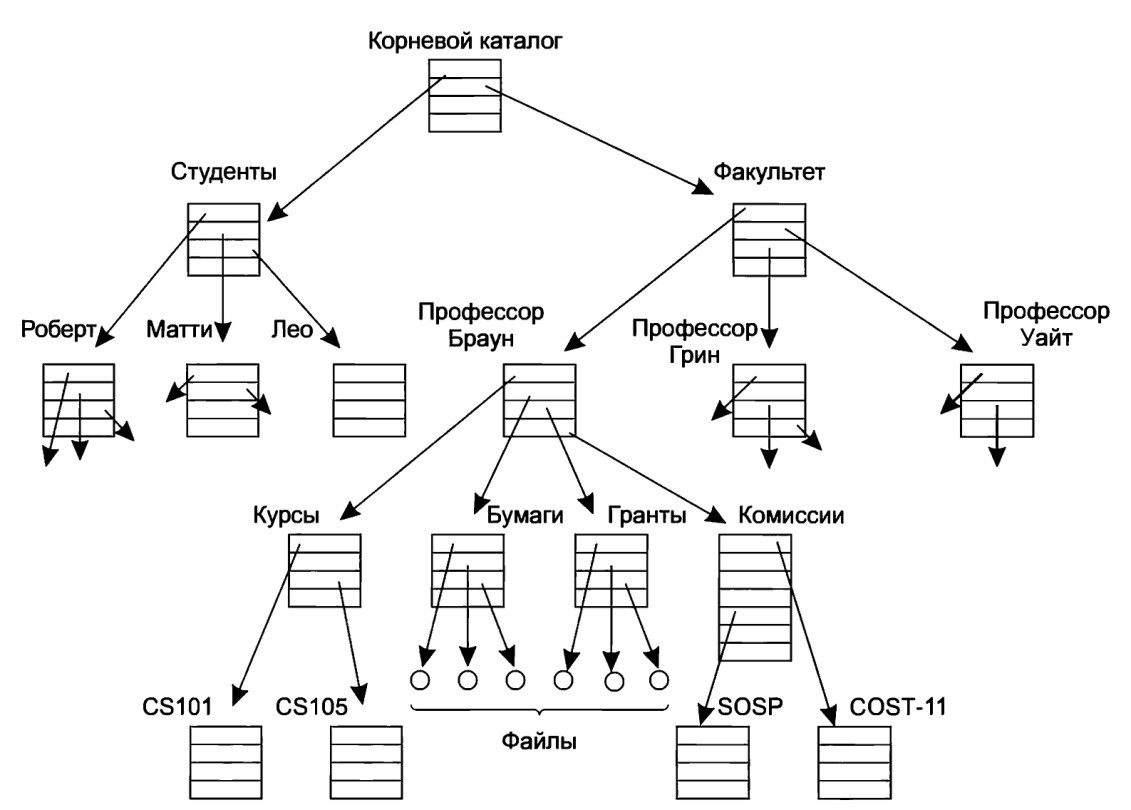 Корневой каталог
Студенты
Факультет
Роберт
Матти
Лео
Профессор
Браун
Профессор
Грин
Профессор
Уайт
Курсы
Бумаги
Гранты
Комиссии
CS101
CS105
Файлы
SOSP
COST-11